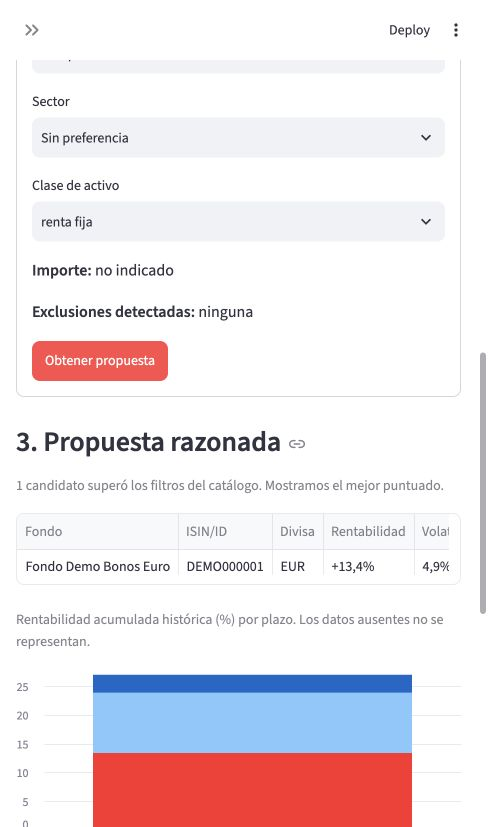 Deploy
Sector
Sin preferencia
Clase de activo
renta fija
Importe: no indicado
Exclusiones detectadas: ninguna
Obtener propuesta
3. Propuesta razonada
1 candidato superó los filtros del catálogo. Mostramos el mejor puntuado.
Fondo ISIN/ID Divisa Rentabilidad
Fondo Demo Bonos Euro DEMO000001 EUR +13,4% 4,9%
Rentabilidad acumulada histórica (%) por plazo. Los datos ausentes no se
representan.
25
20
15
10
5
0